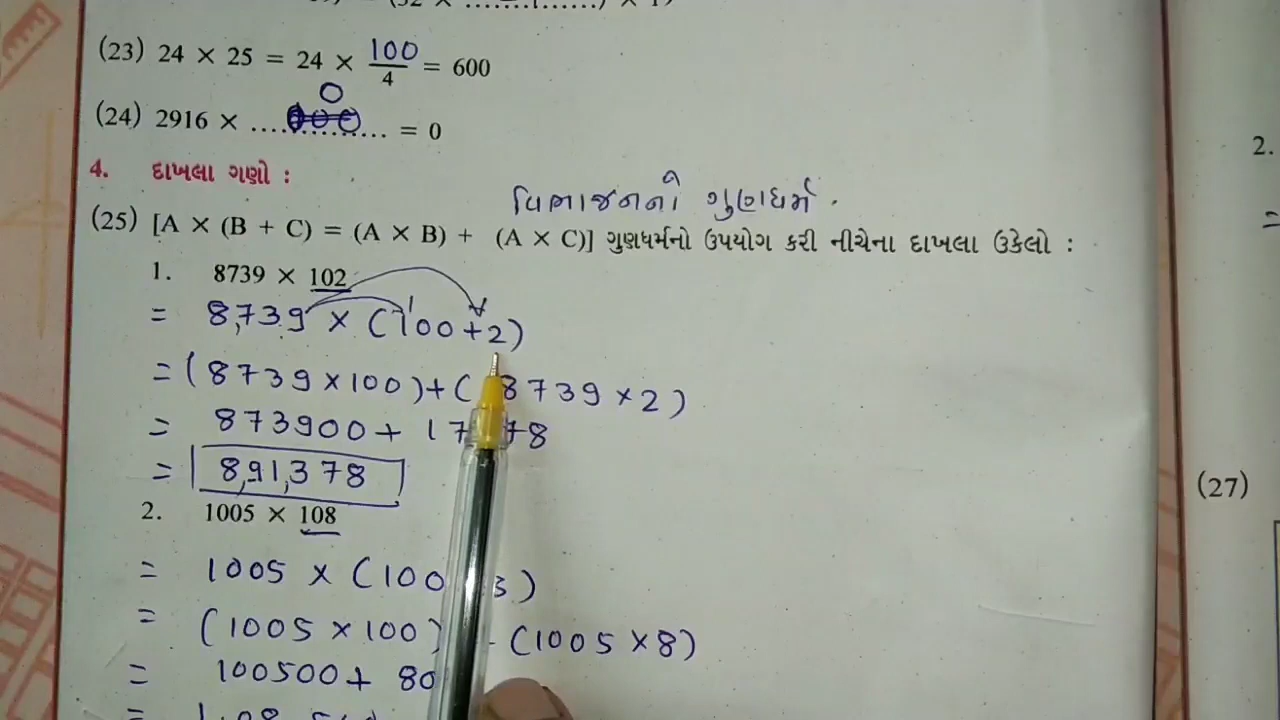 (23) 24 × 25 = 24 × 100/4 = 600
0
(24) 2916 × ................. = 0
4. દાખલા ગણો :
વિભાજનનો ગુણધર્મ.
(25) [A × (B + C) = (A × B) + (A × C)] ગુણધર્મનો ઉપયોગ કરી નીચેના દાખલા ઉકેલો :
1. 8739 × 102
= 8,739 × (100+2)
= (8739×100)+( 8739×2)
= 873900+ 17 78
= 8,91,378
2. 1005 × 108
= 1005 × (100 )
= (1005 ×100) (1005 ×8)
= 100500+ 80
2.
=
(27)